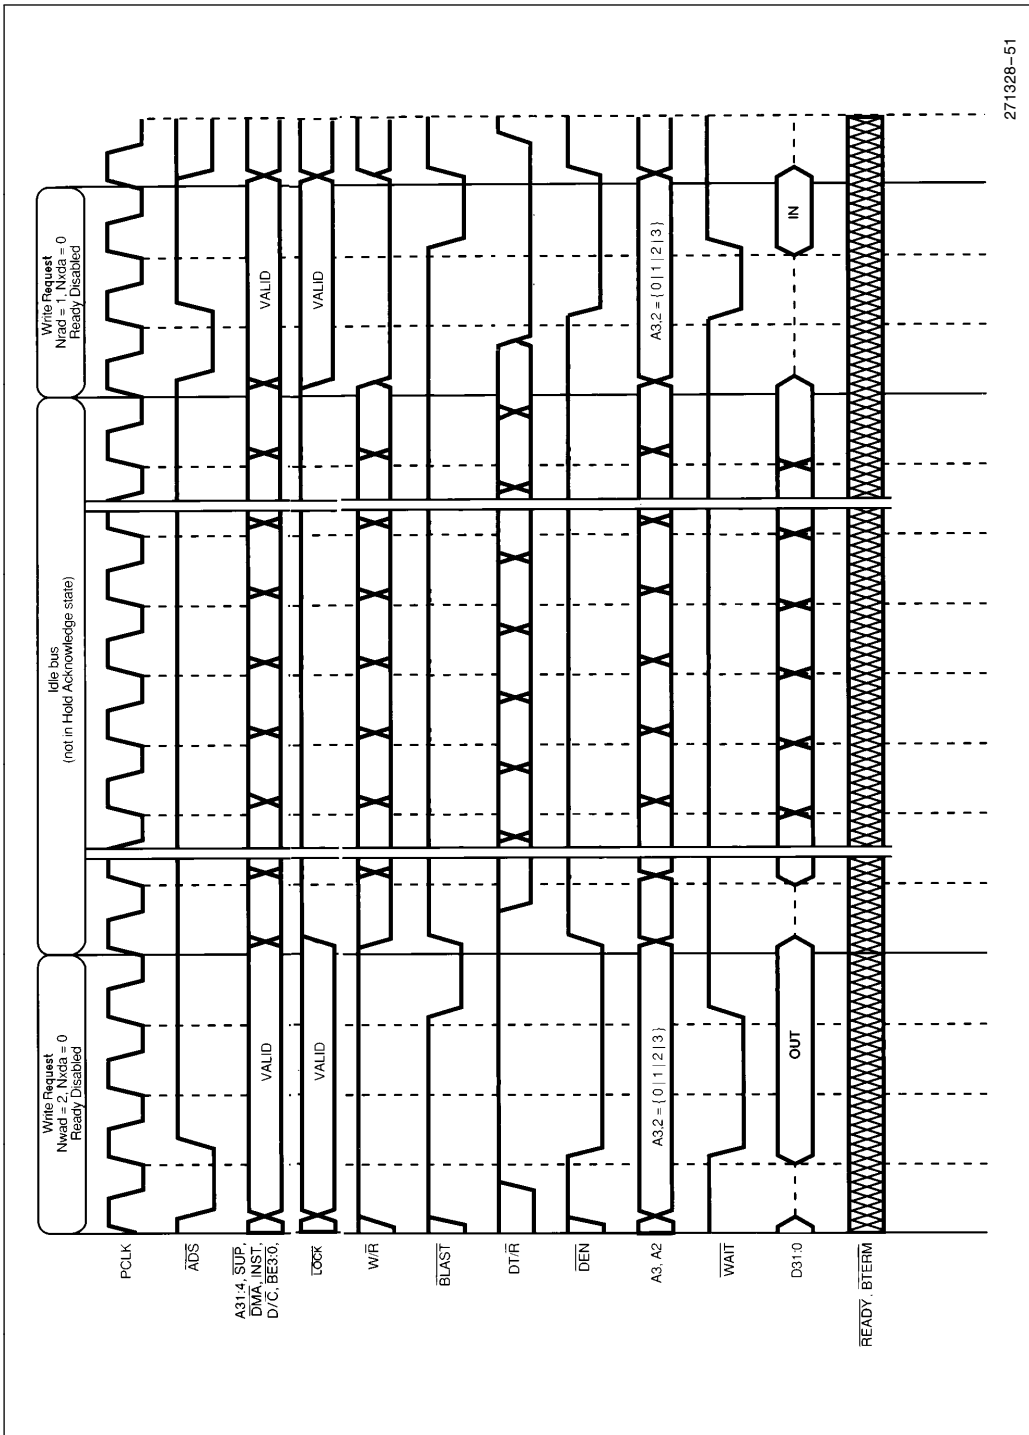 Write Request
Nwad = 2, Nxda = 0
Ready Disabled
Idle bus
(not in Hold Acknowledge state)
Write Request
Nrad = 1, Nxda = 0
Ready Disabled
PCLK
ADS
A31:4, SUP,
DMA, INST,
D/C, BE3:0,
VALID
VALID
LOCK
VALID
VALID
W/R
BLAST
DT/R
DEN
A3, A2
A3,2 = { 0 | 1 | 2 | 3 }
A3,2 = { 0 | 1 | 2 | 3 }
WAIT
D31:0
OUT
IN
READY, BTERM
271328–51